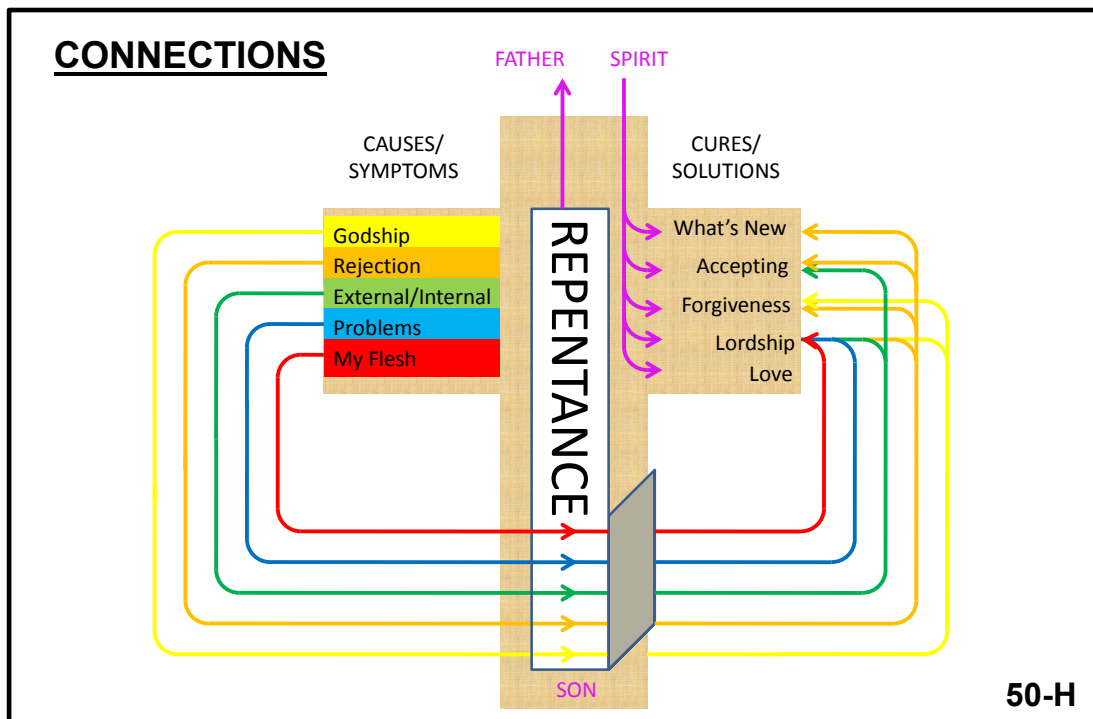 CONNECTIONS
FATHER SPIRIT
CAUSES/
SYMPTOMS
CURES/
SOLUTIONS
Godship
Rejection
External/Internal
Problems
My Flesh
REPENTANCE
What's New
Accepting
Forgiveness
Lordship
Love
SON
50-H